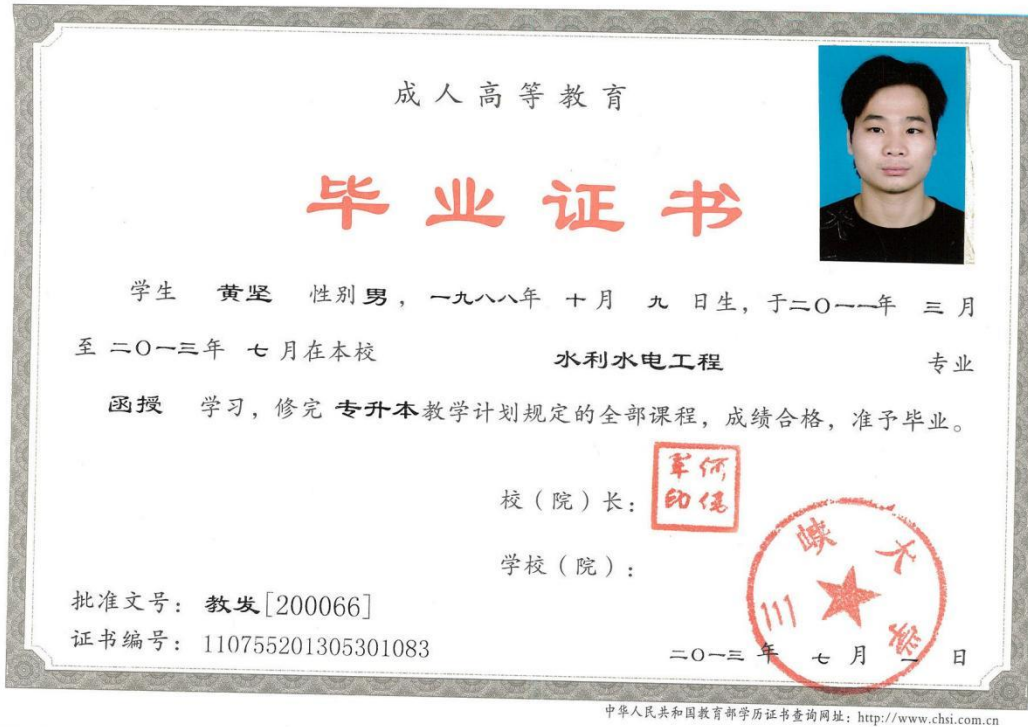 成人高等教育
毕业证书
学生 黄坚 性别 男，一九八八年 十月 九 日生，于二〇一一年 三月
至 二〇一三年 七月在本校 水利水电工程 专业
函授 学习，修完 专升本教学计划规定的全部课程，成绩合格，准予毕业。
校（院）长：
学校（院）：
三峡大学
批准文号：教发[200066]
证书编号：110755201305301083
二〇一三 年 七 月 一 日
中华人民共和国教育部学历证书查询网址：http://www.chsi.com.cn